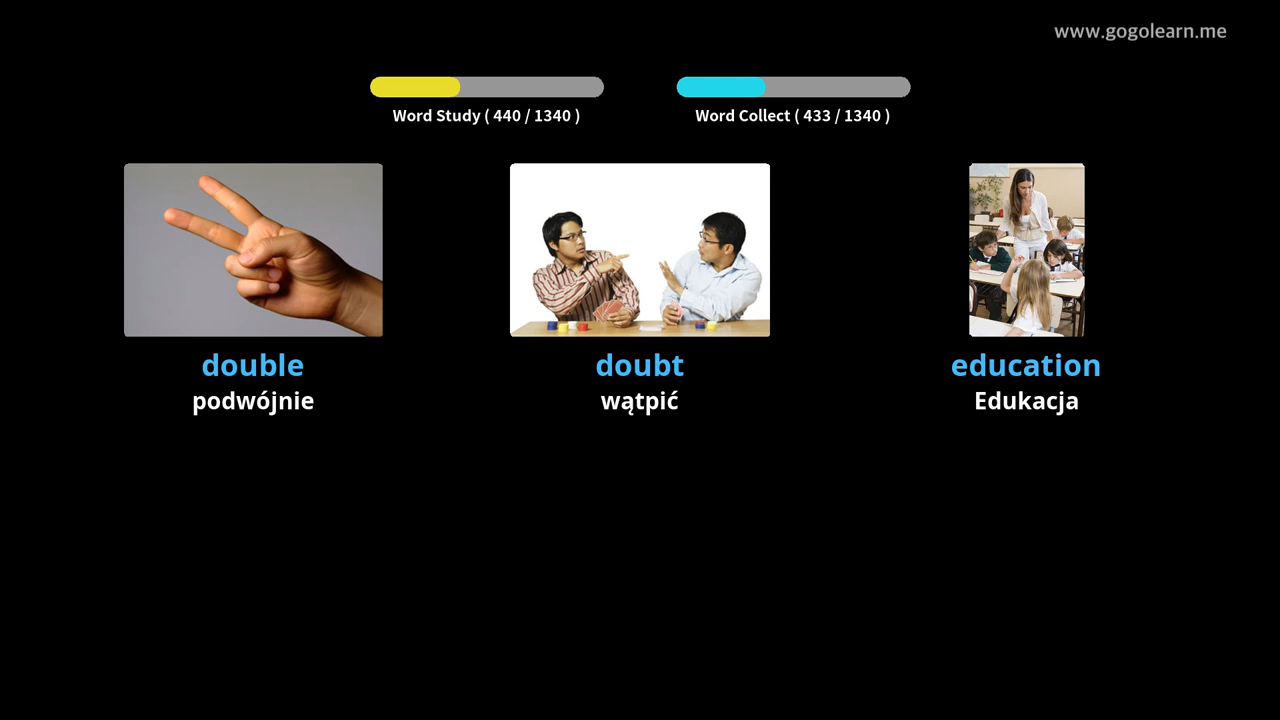 www.gogolearn.me
Word Study ( 440 / 1340 )
Word Collect ( 433 / 1340 )
double
podwójnie
doubt
wątpić
education
Edukacja